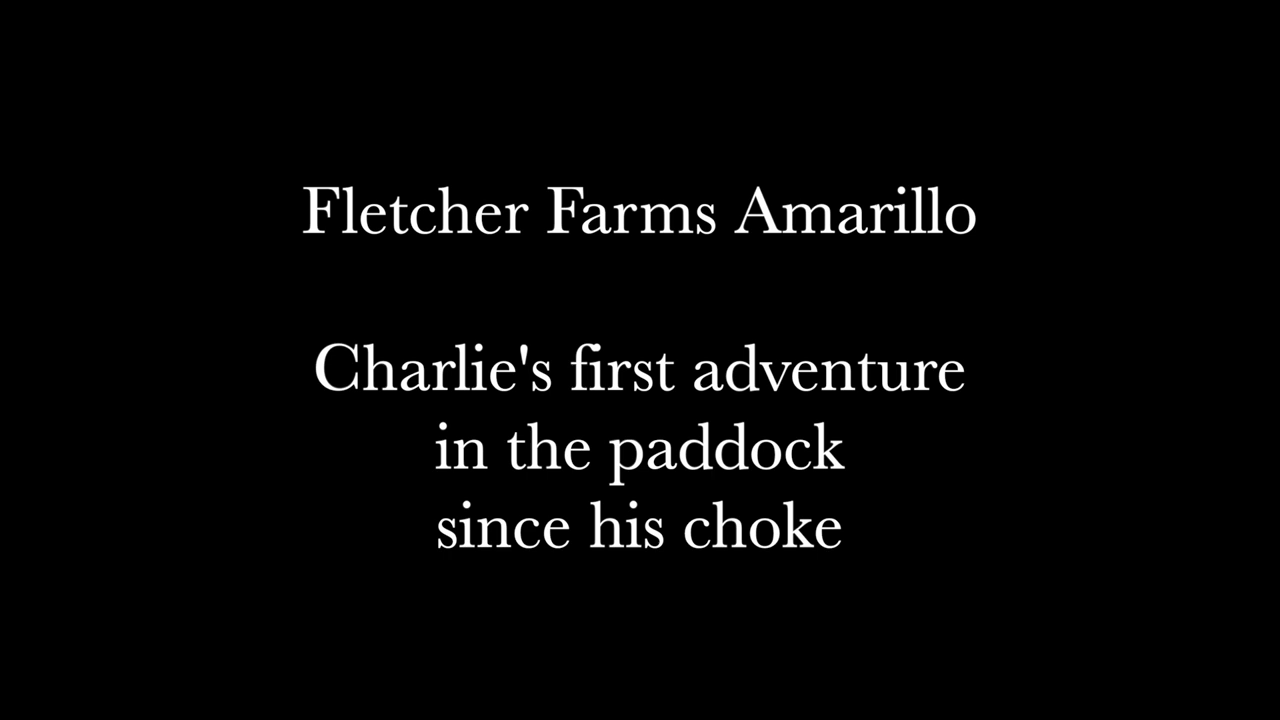 Fletcher Farms Amarillo
Charlie's first adventure
in the paddock
since his choke